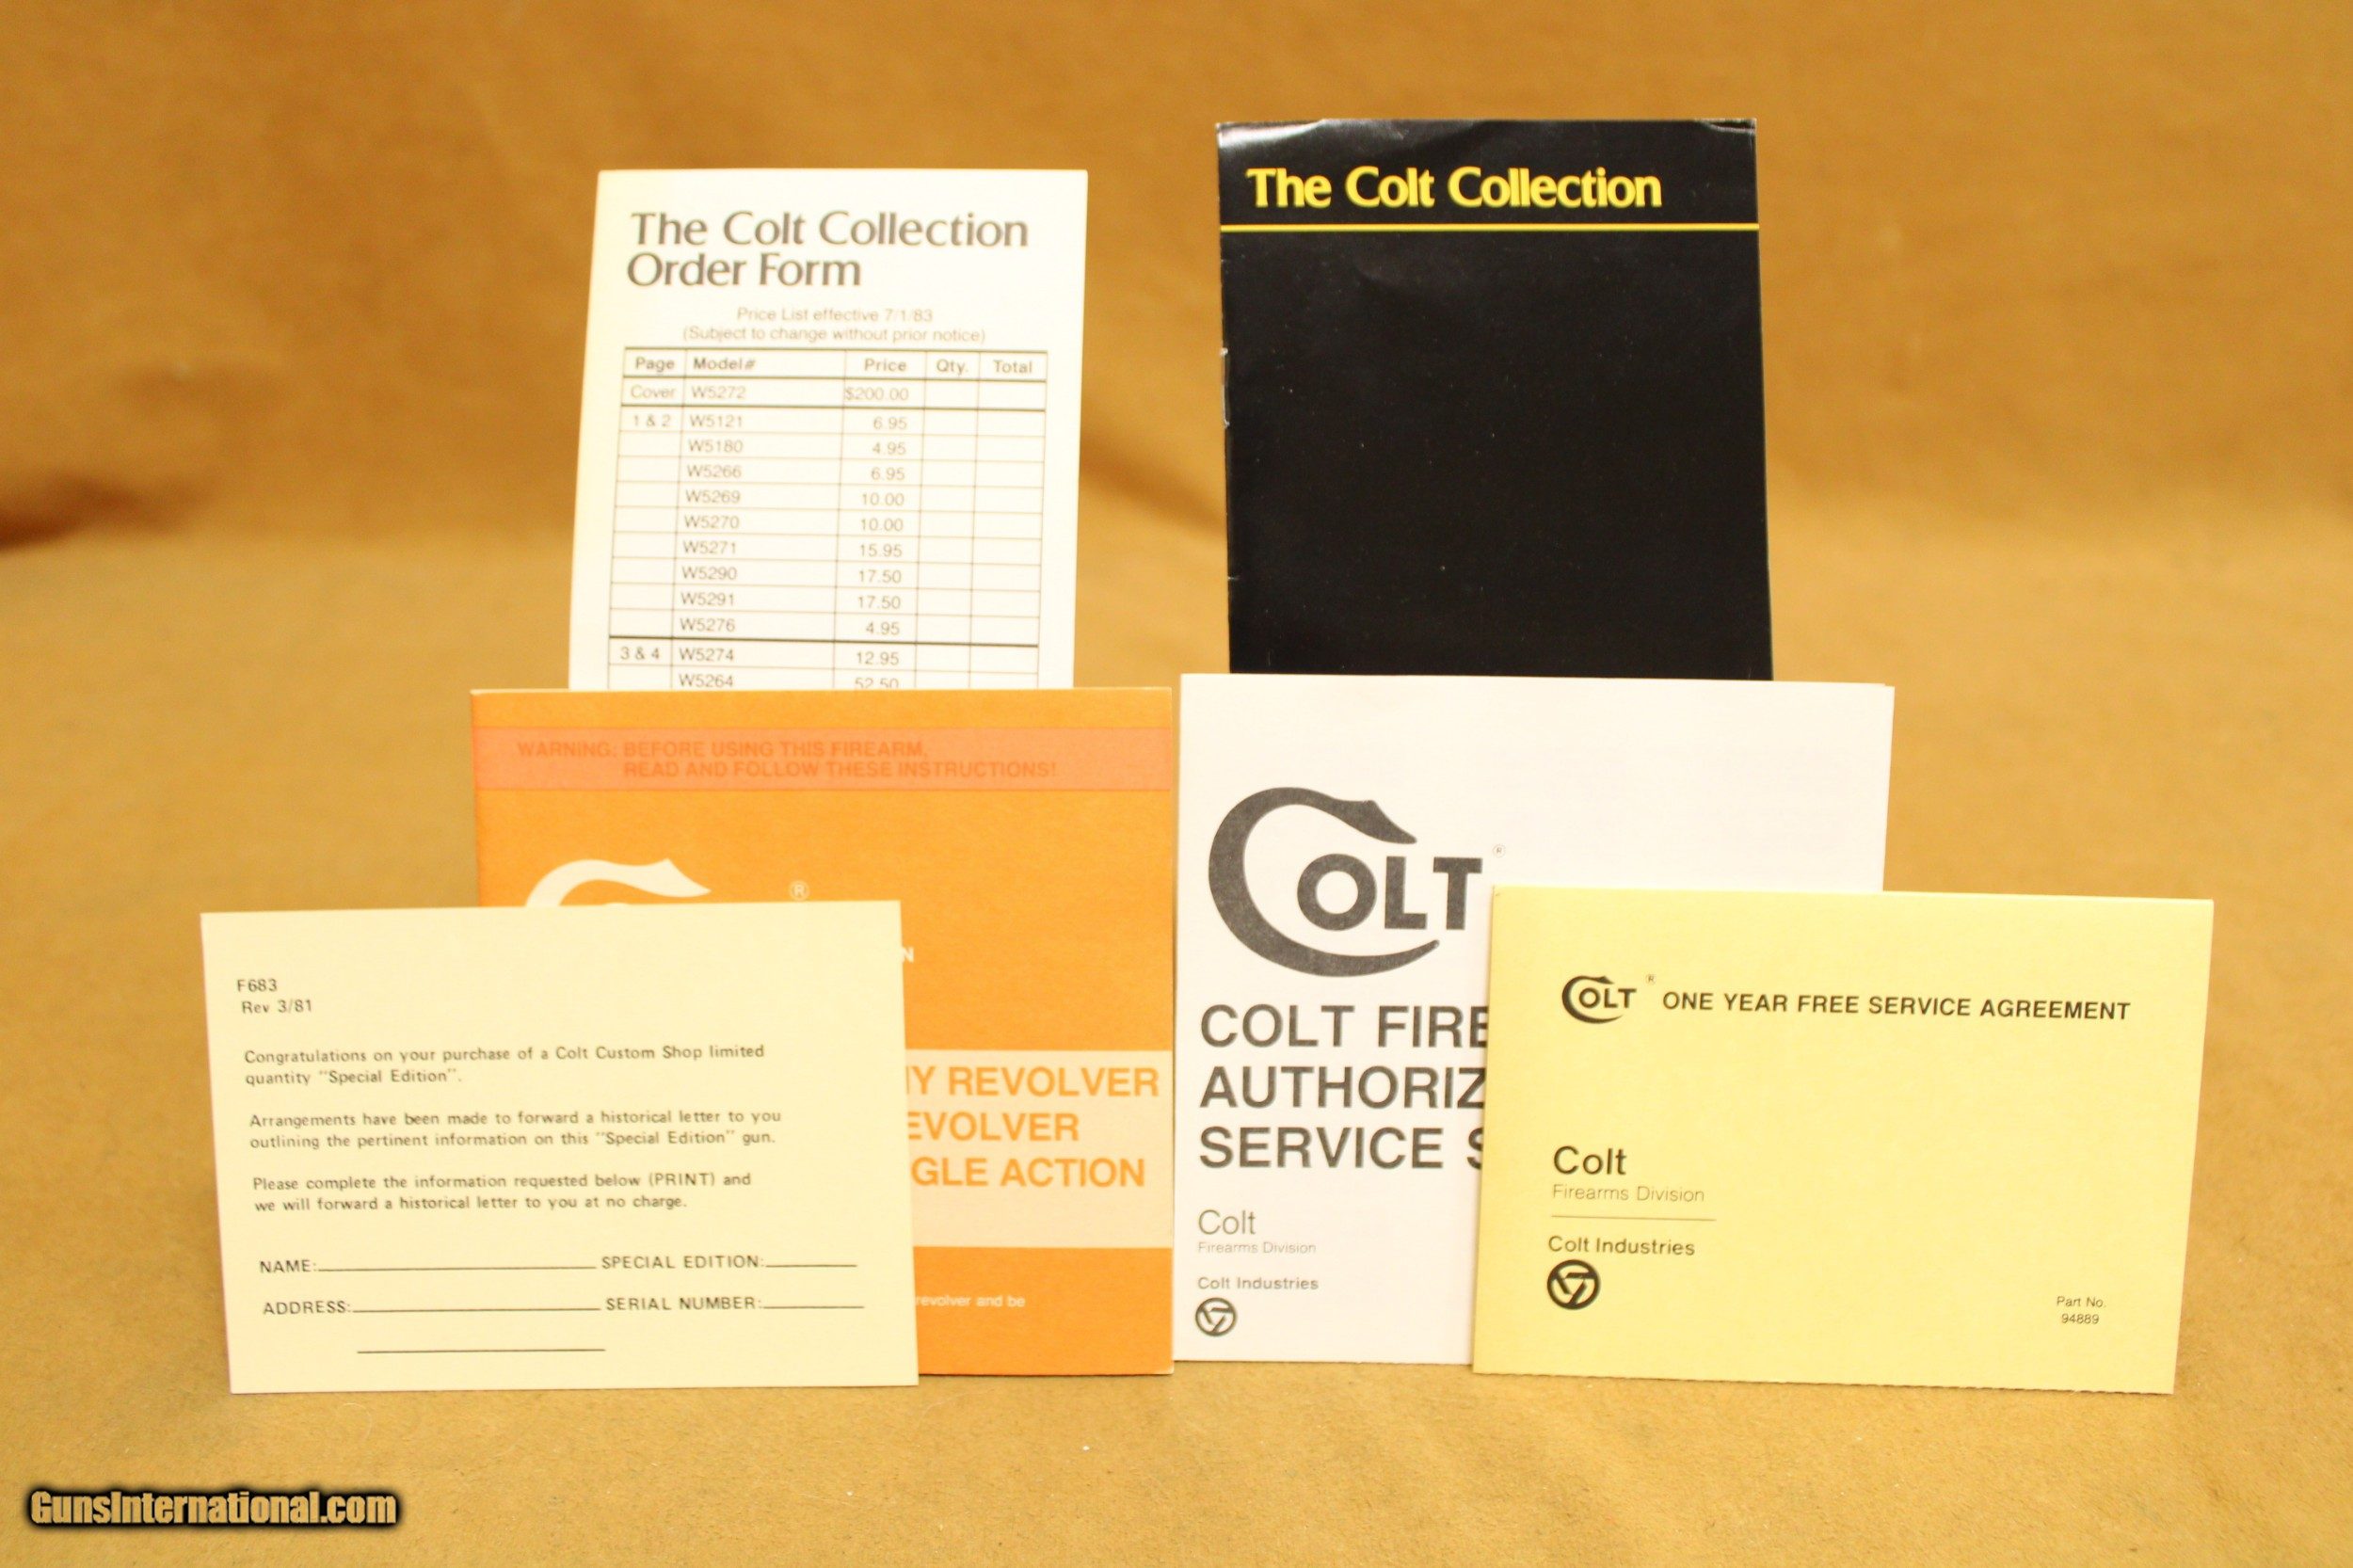 The Colt Collection
Order Form
Price List effective 7/1/83
(Subject to change without prior notice)
Page Model# Price Qty. Total
Cover W5272 $200.00
1 & 2 W5121 6.95
W5180 4.95
W5266 6.95
W5269 10.00
W5270 10.00
W5271 15.95
W5290 17.50
W5291 17.50
W5276 4.95
3 & 4 W5274 12.95
W5264 52.50
The Colt Collection
WARNING: BEFORE USING THIS FIREARM,
READ AND FOLLOW THESE INSTRUCTIONS!
®
N
Y REVOLVER
EVOLVER
GLE ACTION
revolver and be
F683
Rev 3/81
Congratulations on your purchase of a Colt Custom Shop limited
quantity "Special Edition".
Arrangements have been made to forward a historical letter to you
outlining the pertinent information on this "Special Edition" gun.
Please complete the information requested below (PRINT) and
we will forward a historical letter to you at no charge.
NAME: SPECIAL EDITION:
ADDRESS: SERIAL NUMBER:
COLT®
COLT FIRE
AUTHORIZ
SERVICE S
Colt
Firearms Division
Colt Industries
COLT® ONE YEAR FREE SERVICE AGREEMENT
Colt
Firearms Division
Colt Industries
Part No.
94889
GunsInternational.com